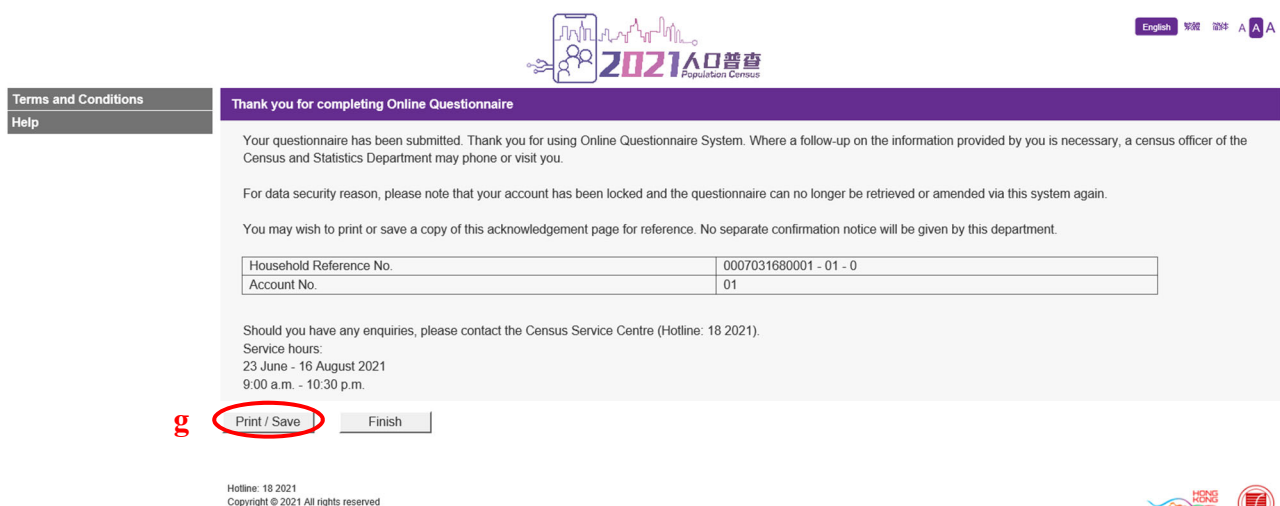 English 繁體 简体 A A A
2021人口普查
Population Census
Terms and Conditions
Help
Thank you for completing Online Questionnaire
Your questionnaire has been submitted. Thank you for using Online Questionnaire System. Where a follow-up on the information provided by you is necessary, a census officer of the
Census and Statistics Department may phone or visit you.
For data security reason, please note that your account has been locked and the questionnaire can no longer be retrieved or amended via this system again.
You may wish to print or save a copy of this acknowledgement page for reference. No separate confirmation notice will be given by this department.
Household Reference No. 0007031680001 - 01 - 0
Account No. 01
Should you have any enquiries, please contact the Census Service Centre (Hotline: 18 2021).
Service hours:
23 June - 16 August 2021
9:00 a.m. - 10:30 p.m.
g Print / Save Finish
Hotline: 18 2021
Copyright © 2021 All rights reserved
HONG
KONG